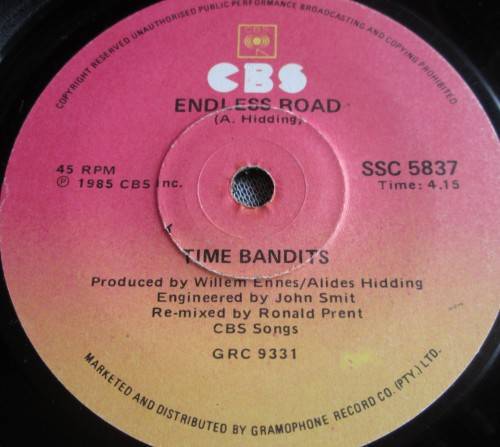 COPYRIGHT RESERVED UNAUTHORISED PUBLIC PERFORMANCE BROADCASTING AND COPYING PROHIBITED
CBS
ENDLESS ROAD
(A. Hidding)
45 RPM
SSC 5837
Ⓟ 1985 CBS Inc.
Time: 4.15
TIME BANDITS
Produced by Willem Ennes/Alides Hidding
Engineered by John Smit
Re-mixed by Ronald Prent
CBS Songs
GRC 9331
MARKETED AND DISTRIBUTED BY GRAMOPHONE RECORD CO. (PTY.) LTD.